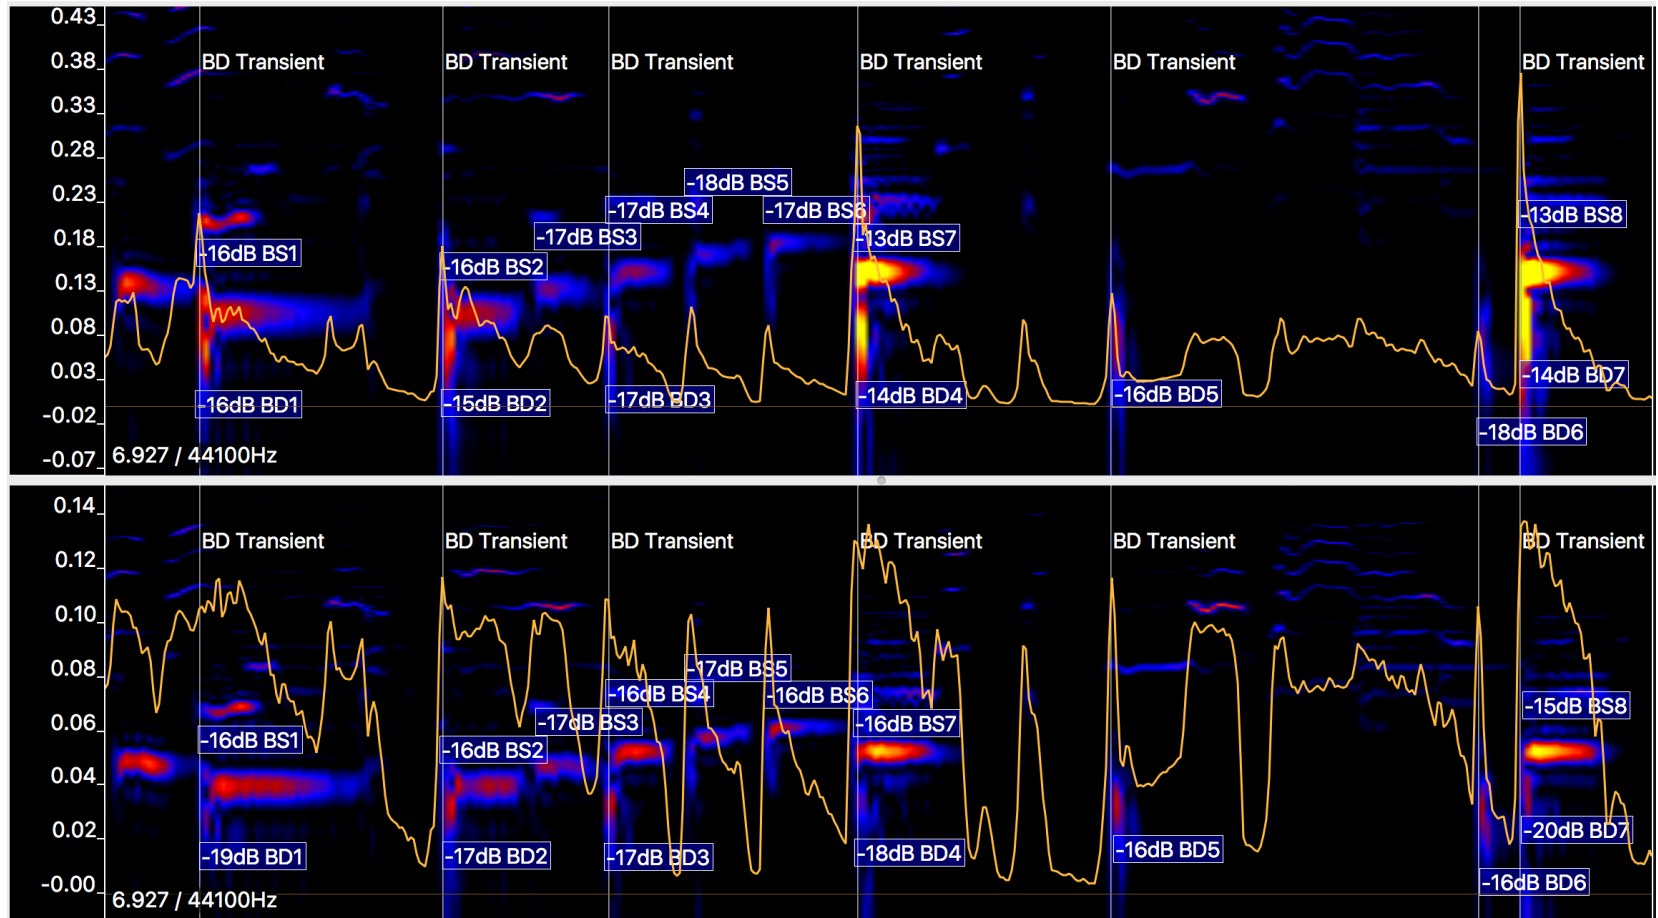 0.43
0.38
0.33
0.28
0.23
0.18
0.13
0.08
0.03
-0.02
-0.07
BD Transient
BD Transient
BD Transient
BD Transient
BD Transient
BD Transient
-16dB BS1
-16dB BS2
-17dB BS3
-17dB BS4
-18dB BS5
-17dB BS6
-13dB BS7
-13dB BS8
-16dB BD1
-15dB BD2
-17dB BD3
-14dB BD4
-16dB BD5
-18dB BD6
-14dB BD7
6.927 / 44100Hz
0.14
0.12
0.10
0.08
0.06
0.04
0.02
-0.00
BD Transient
BD Transient
BD Transient
BD Transient
BD Transient
BD Transient
-16dB BS1
-16dB BS2
-17dB BS3
-16dB BS4
-17dB BS5
-16dB BS6
-16dB BS7
-15dB BS8
-19dB BD1
-17dB BD2
-17dB BD3
-18dB BD4
-16dB BD5
-16dB BD6
-20dB BD7
6.927 / 44100Hz